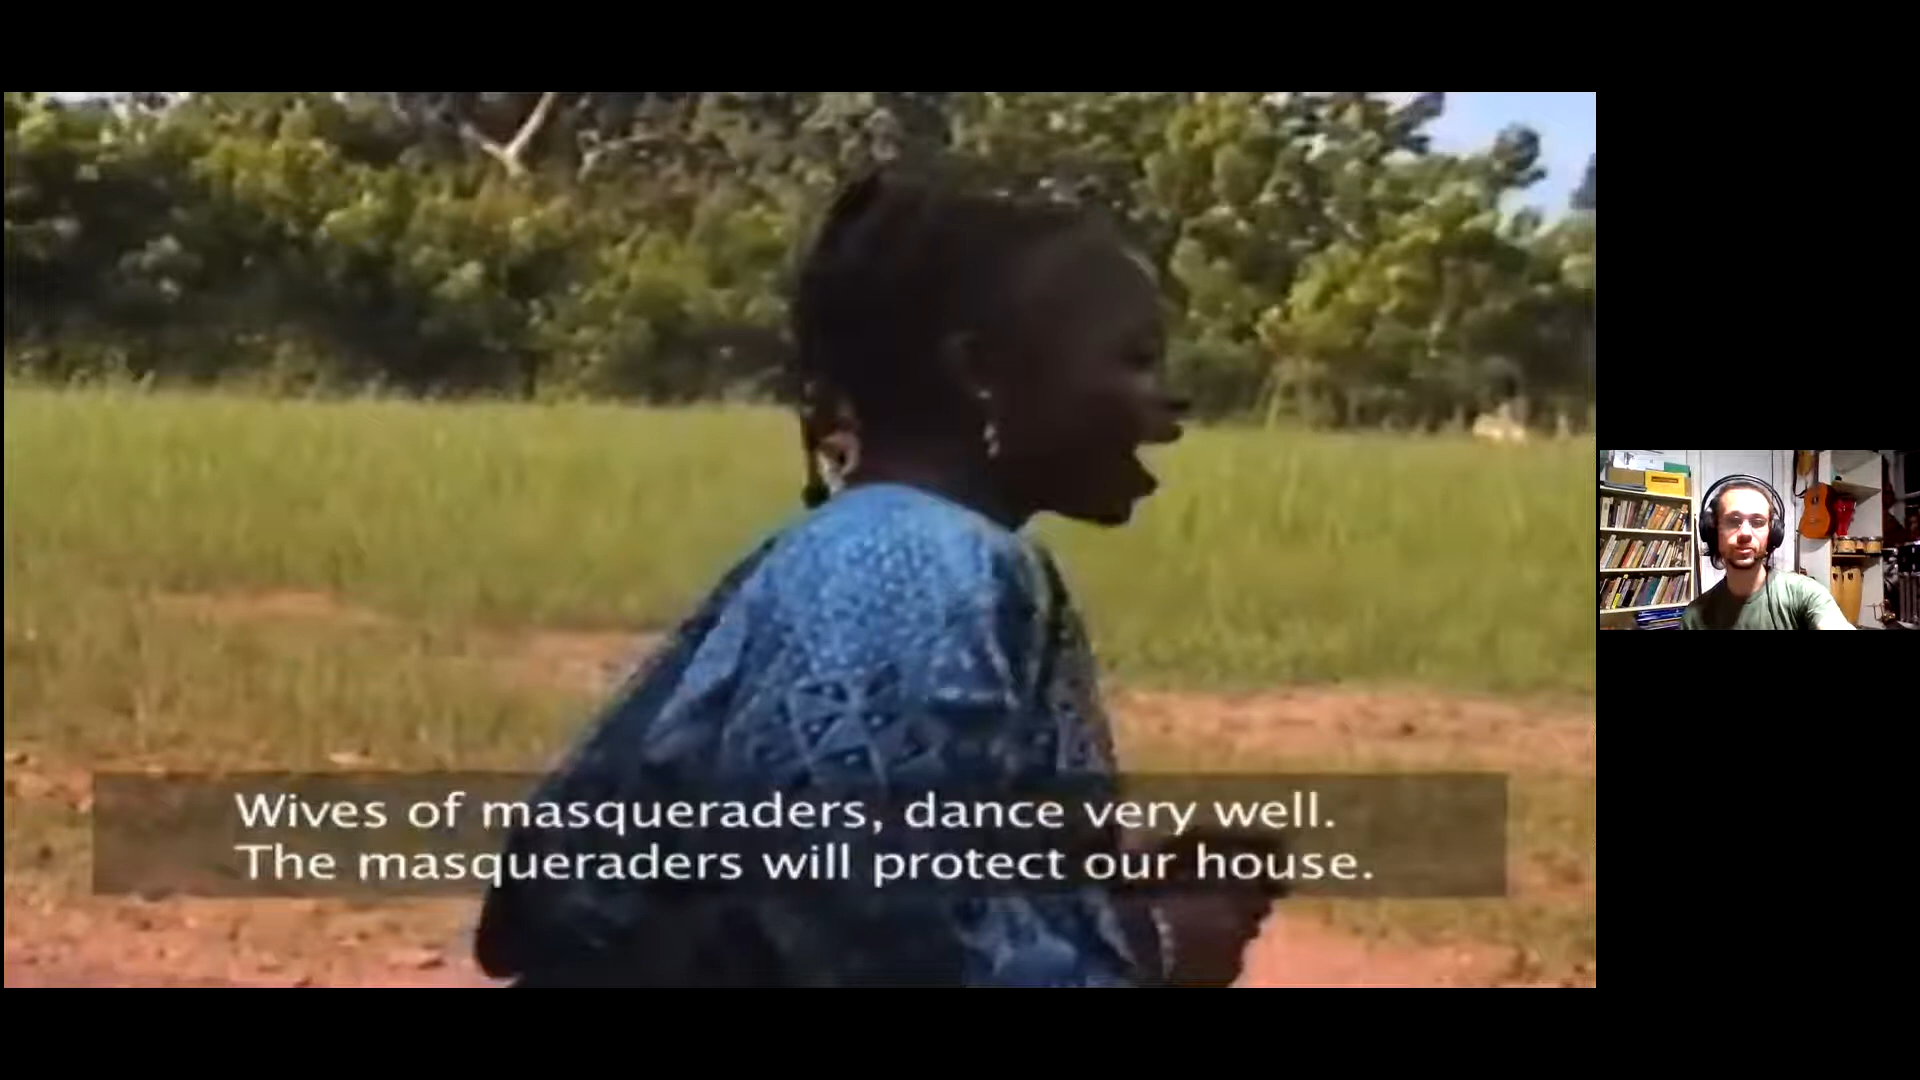 Wives of masqueraders, dance very well.
The masqueraders will protect our house.